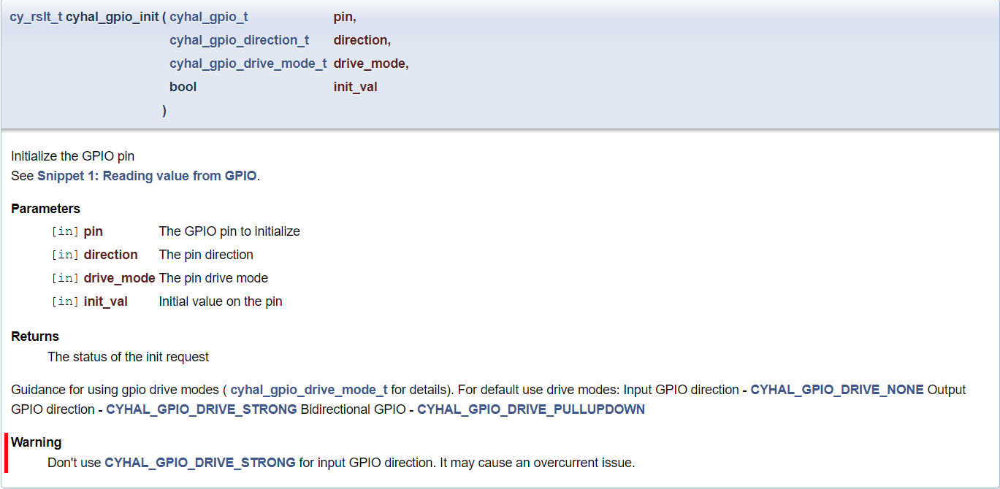 cy_rslt_t cyhal_gpio_init ( cyhal_gpio_t pin,
cyhal_gpio_direction_t direction,
cyhal_gpio_drive_mode_t drive_mode,
bool init_val
)
Initialize the GPIO pin
See Snippet 1: Reading value from GPIO.
Parameters
[in] pin The GPIO pin to initialize
[in] direction The pin direction
[in] drive_mode The pin drive mode
[in] init_val Initial value on the pin
Returns
The status of the init request
Guidance for using gpio drive modes ( cyhal_gpio_drive_mode_t for details). For default use drive modes: Input GPIO direction - CYHAL_GPIO_DRIVE_NONE Output
GPIO direction - CYHAL_GPIO_DRIVE_STRONG Bidirectional GPIO - CYHAL_GPIO_DRIVE_PULLUPDOWN
Warning
Don't use CYHAL_GPIO_DRIVE_STRONG for input GPIO direction. It may cause an overcurrent issue.